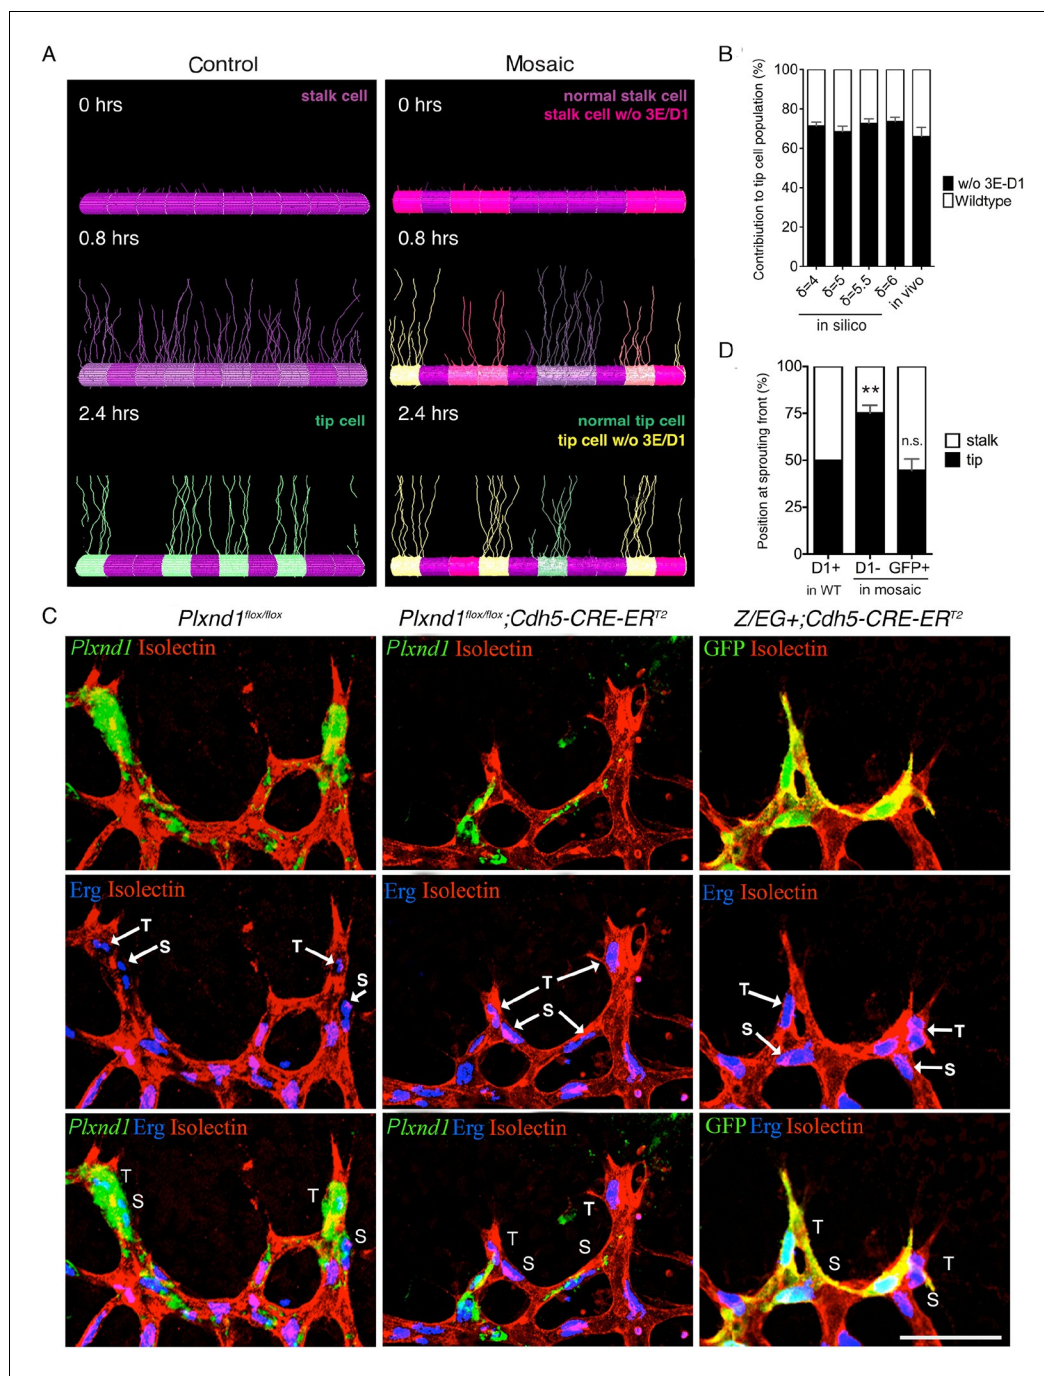 A
Control
Mosaic
0 hrs
stalk cell
0.8 hrs
2.4 hrs
tip cell
0 hrs
normal stalk cell
stalk cell w/o 3E/D1
0.8 hrs
2.4 hrs
normal tip cell
tip cell w/o 3E/D1
B
Contribiution to tip cell population (%)
100
80
60
40
20
0
δ=4
δ=5
δ=5.5
δ=6
in vivo
in silico
w/o 3E-D1
Wildtype
D
Position at sprouting front (%)
100
75
50
25
0
**
n.s.
D1+
D1-
GFP+
in WT
in mosaic
stalk
tip
C
Plxnd1flox/flox
Plxnd1flox/flox;Cdh5-CRE-ERT2
Z/EG+;Cdh5-CRE-ERT2
Plxnd1 Isolectin
Plxnd1 Isolectin
GFP Isolectin
Erg Isolectin
T
S
T
S
Erg Isolectin
T
S
Erg Isolectin
T
S
T
S
Plxnd1 Erg Isolectin
T
S
T
S
Plxnd1 Erg Isolectin
T
S
T
S
GFP Erg Isolectin
T
S
T
S